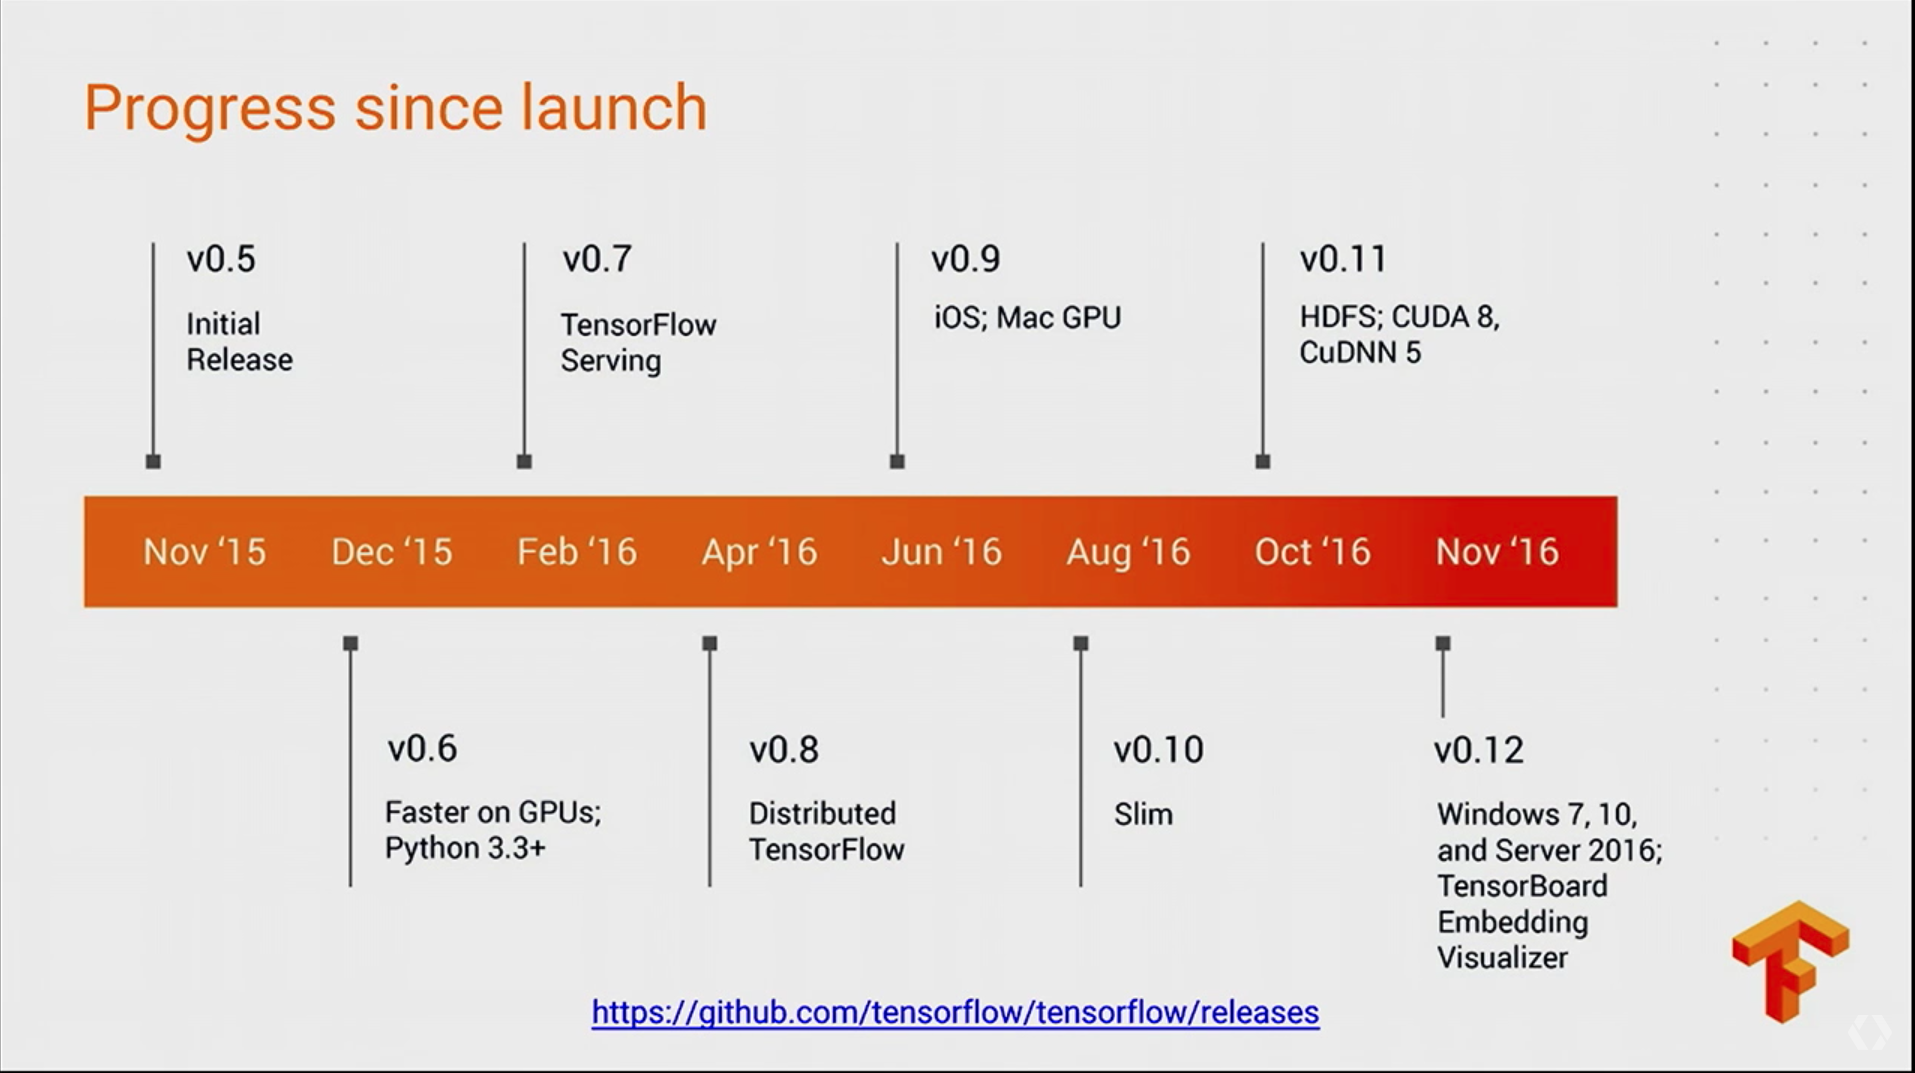 Progress since launch
v0.5
Initial
Release
v0.7
TensorFlow
Serving
v0.9
iOS; Mac GPU
v0.11
HDFS; CUDA 8,
CuDNN 5
Nov ‘15
Dec ‘15
Feb ‘16
Apr ‘16
Jun ‘16
Aug ‘16
Oct ‘16
Nov ‘16
v0.6
Faster on GPUs;
Python 3.3+
v0.8
Distributed
TensorFlow
v0.10
Slim
v0.12
Windows 7, 10,
and Server 2016;
TensorBoard
Embedding
Visualizer
https://github.com/tensorflow/tensorflow/releases